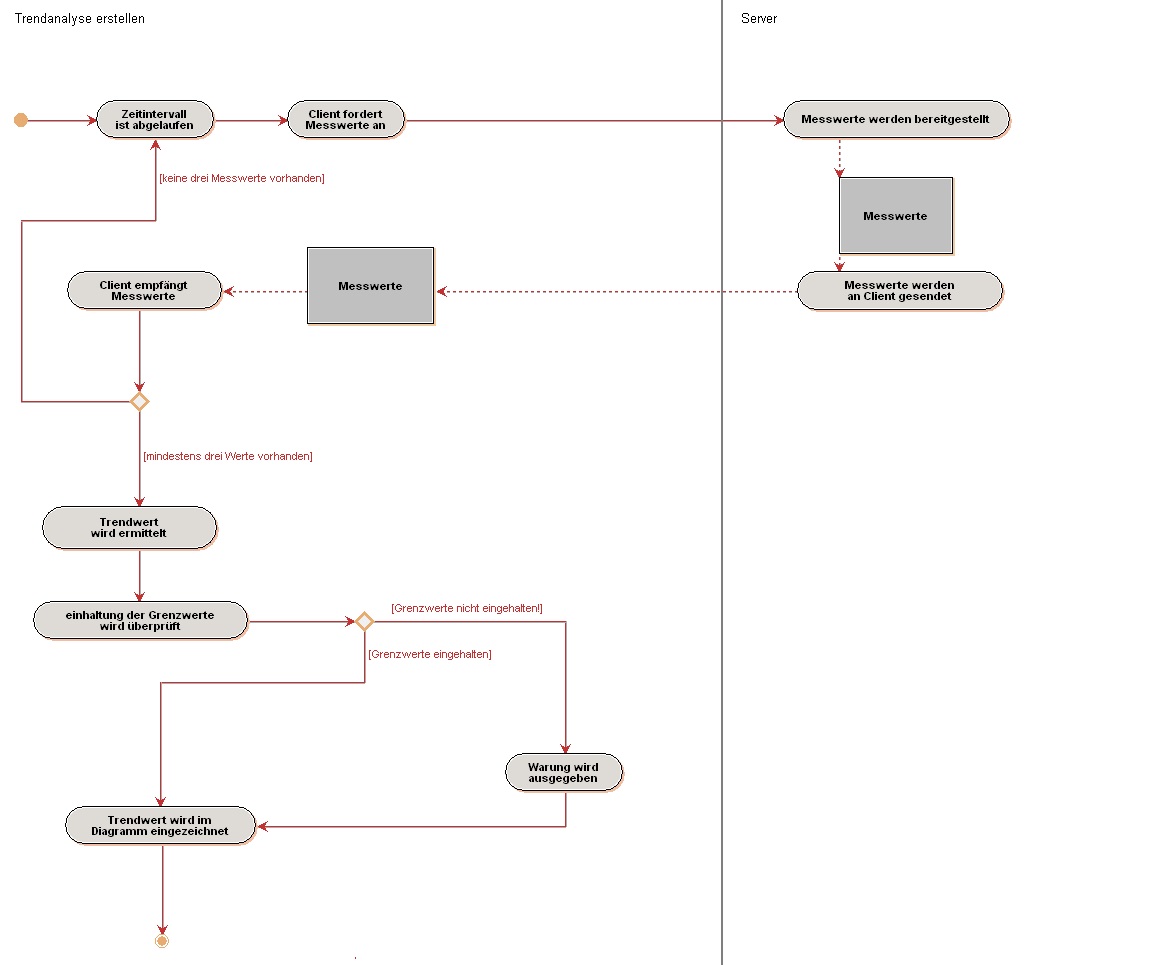 Trendanalyse erstellen
Server
Zeitintervall
ist abgelaufen
Client fordert
Messwerte an
Messwerte werden bereitgestellt
[keine drei Messwerte vorhanden]
Messwerte
Client empfängt
Messwerte
Messwerte
Messwerte werden
an Client gesendet
[mindestens drei Werte vorhanden]
Trendwert
wird ermittelt
einhaltung der Grenzwerte
wird überprüft
[Grenzwerte nicht eingehalten!]
[Grenzwerte eingehalten]
Warung wird
ausgegeben
Trendwert wird im
Diagramm eingezeichnet